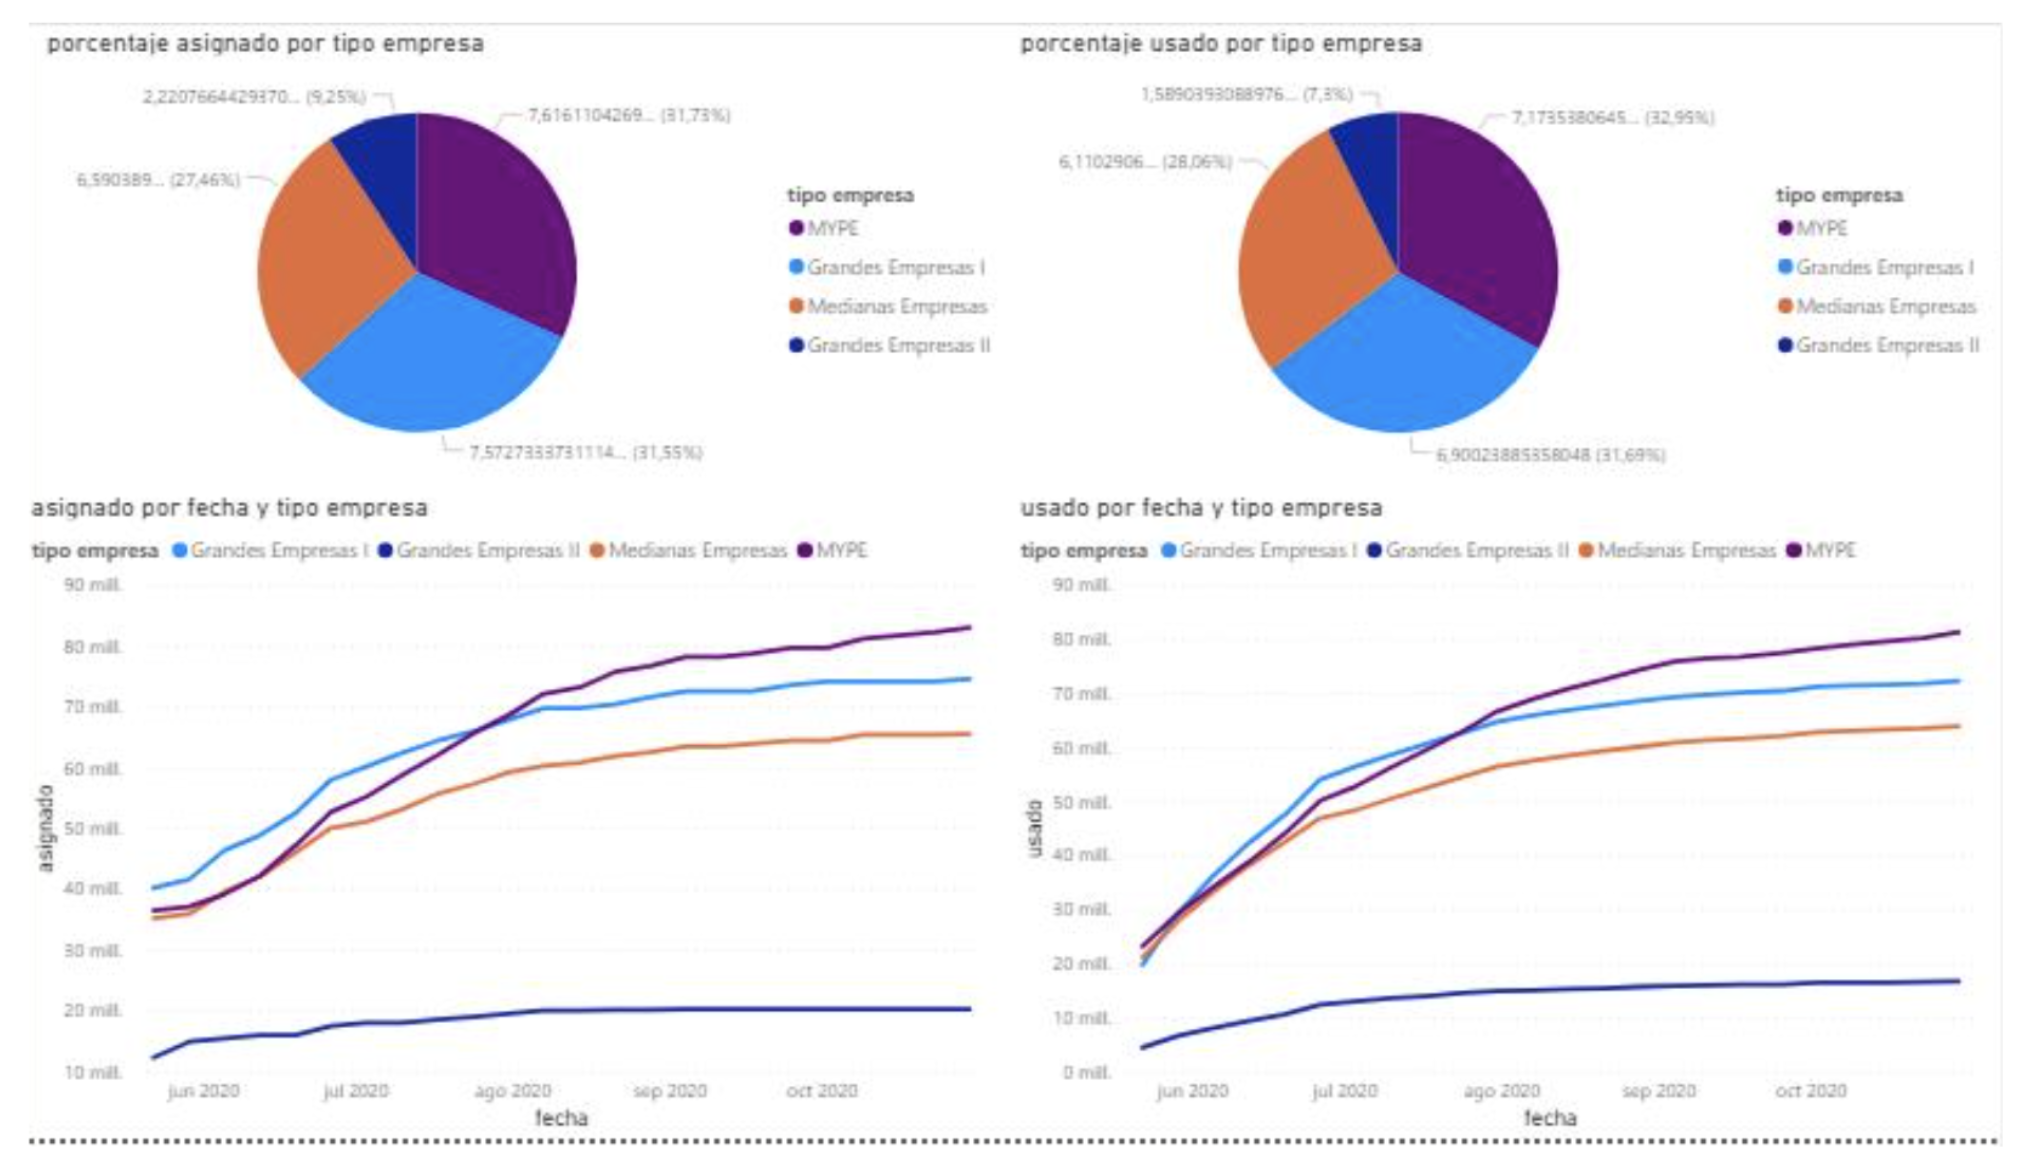 porcentaje asignado por tipo empresa
2,2207664429370... (9,25%)
7,6161104269... (31,73%)
6,590389... (27,46%)
7,5727333731114... (31,55%)
tipo empresa
MYPE
Grandes Empresas I
Medianas Empresas
Grandes Empresas II
porcentaje usado por tipo empresa
1,5890393088976... (7,3%)
7,1735380645... (32,95%)
6,1102906... (28,06%)
6,90023885358048 (31,69%)
tipo empresa
MYPE
Grandes Empresas I
Medianas Empresas
Grandes Empresas II
asignado por fecha y tipo empresa
tipo empresa Grandes Empresas I Grandes Empresas II Medianas Empresas MYPE
90 mill.
80 mill.
70 mill.
60 mill.
50 mill.
40 mill.
30 mill.
20 mill.
10 mill.
asignado
jun 2020 jul 2020 ago 2020 sep 2020 oct 2020
fecha
usado por fecha y tipo empresa
tipo empresa Grandes Empresas I Grandes Empresas II Medianas Empresas MYPE
90 mill.
80 mill.
70 mill.
60 mill.
50 mill.
40 mill.
30 mill.
20 mill.
10 mill.
0 mill.
usado
jun 2020 jul 2020 ago 2020 sep 2020 oct 2020
fecha